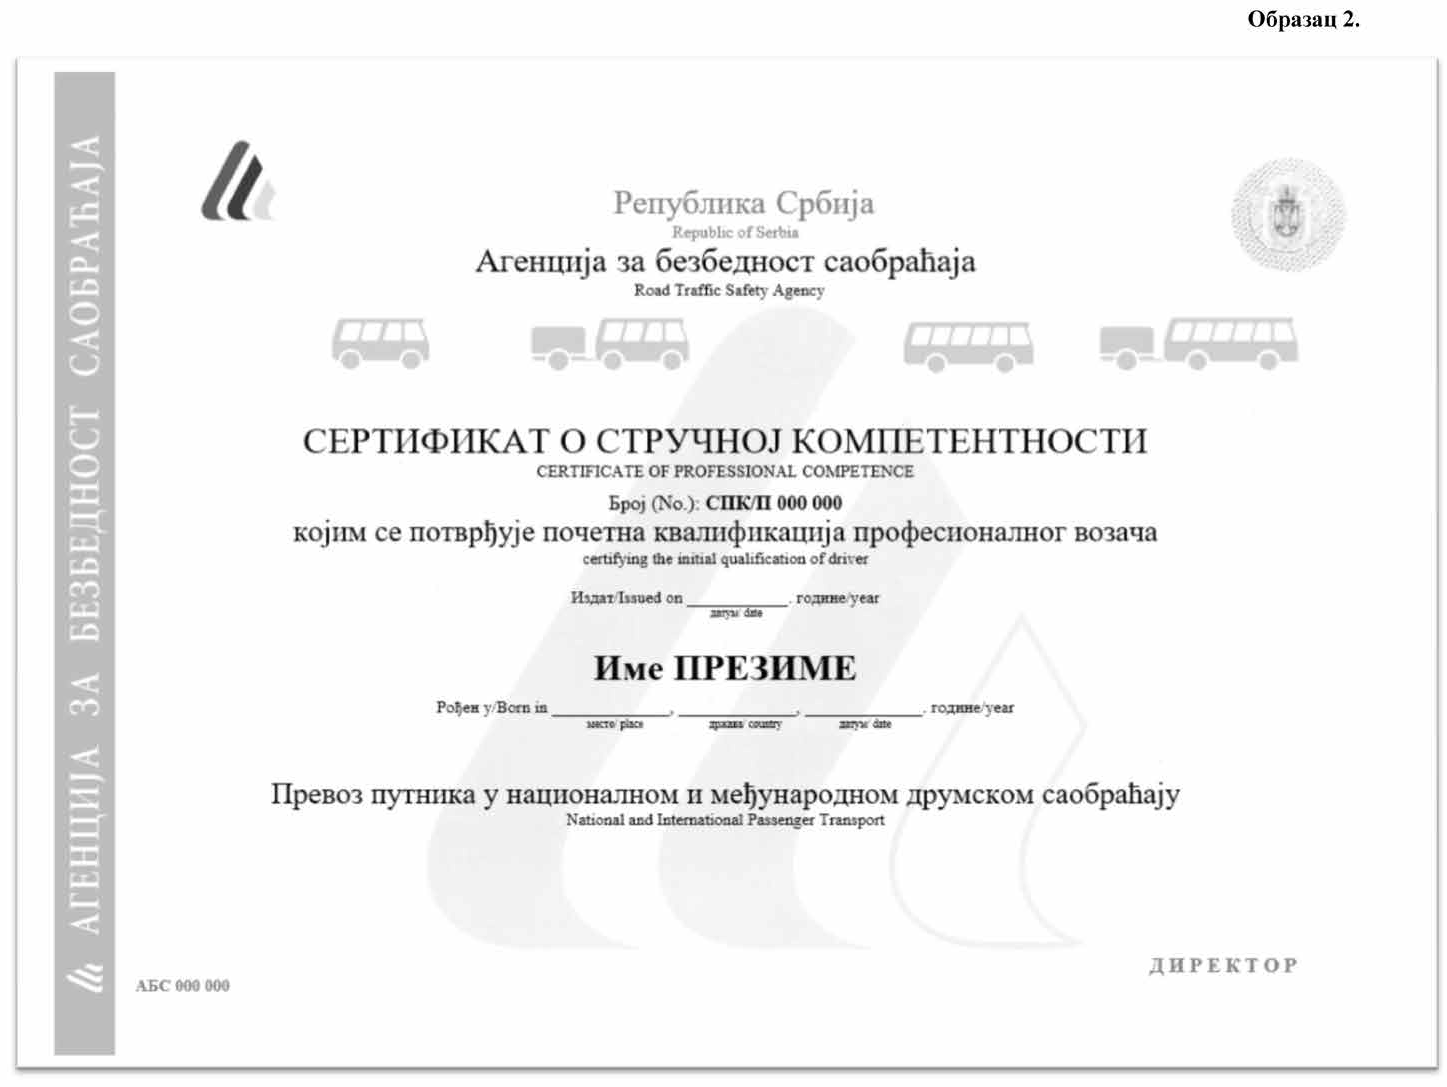 Образац 2.
АГЕНЦИЈА ЗА БЕЗБЕДНОСТ САОБРАЋАЈА
Република Србија
Republic of Serbia
Агенција за безбедност саобраћаја
Road Traffic Safety Agency
СЕРТИФИКАТ О СТРУЧНОЈ КОМПЕТЕНТНОСТИ
CERTIFICATE OF PROFESSIONAL COMPETENCE
Број (No.): СПК/П 000 000
којим се потврђује почетна квалификација професионалног возача
certifying the initial qualification of driver
Издат/Issued on ____________. године/year
датум/ date
Име ПРЕЗИМЕ
Рођен у/Born in ______________, ______________, ______________. године/year
место/ place држава/ country датум/ date
Превоз путника у националном и међународном друмском саобраћају
National and International Passenger Transport
ДИРЕКТОР
АБС 000 000